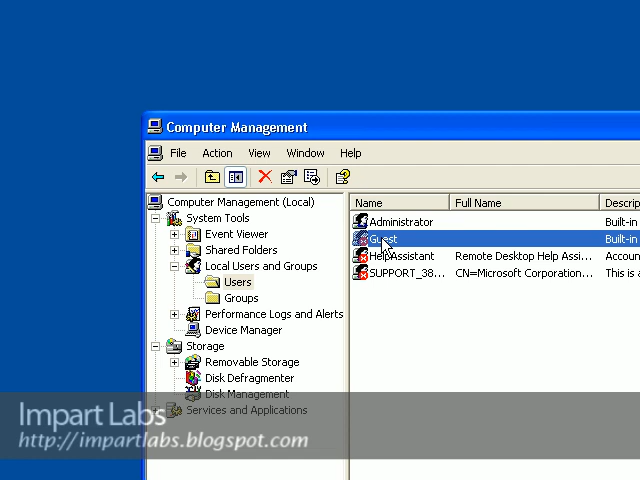 Computer Management
File Action View Window Help
Computer Management (Local)
System Tools
Event Viewer
Shared Folders
Local Users and Groups
Users
Groups
Performance Logs and Alerts
Device Manager
Storage
Removable Storage
Disk Defragmenter
Disk Management
Services and Applications
Name Full Name Descrip
Administrator Built-in
Guest Built-in
HelpAssistant Remote Desktop Help Assi... Accoun
SUPPORT_38... CN=Microsoft Corporation... This is a
Impart Labs
http://impartlabs.blogspot.com